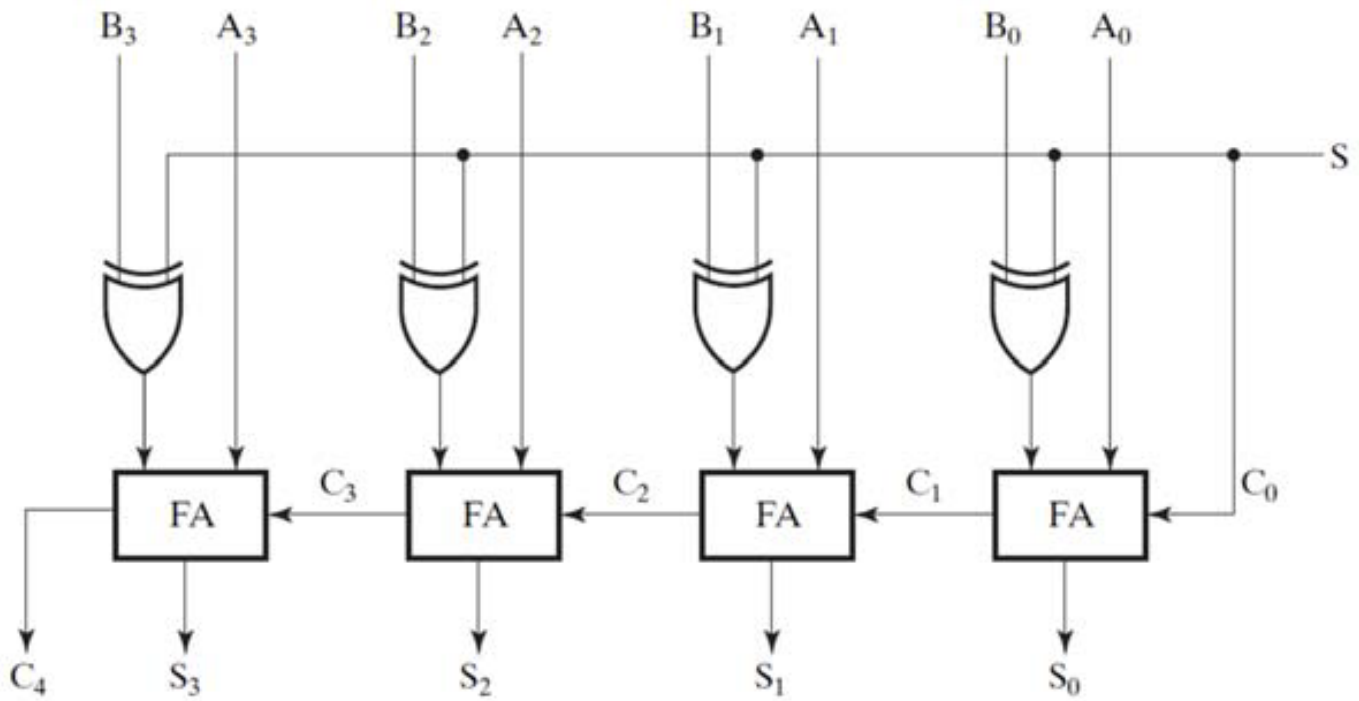 B₃ A₃ B₂ A₂ B₁ A₁ B₀ A₀
S
C₃ C₂ C₁ C₀
FA FA FA FA
C₄ S₃ S₂ S₁ S₀